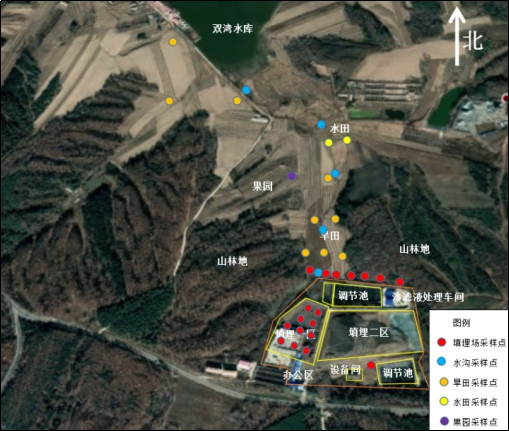 双湾水库
北
水田
果园
旱田
山林地
山林地
调节池
渗滤液处理车间
填埋一区
填埋二区
办公区
设备间
调节池
图例
填埋场采样点
水沟采样点
旱田采样点
水田采样点
果园采样点